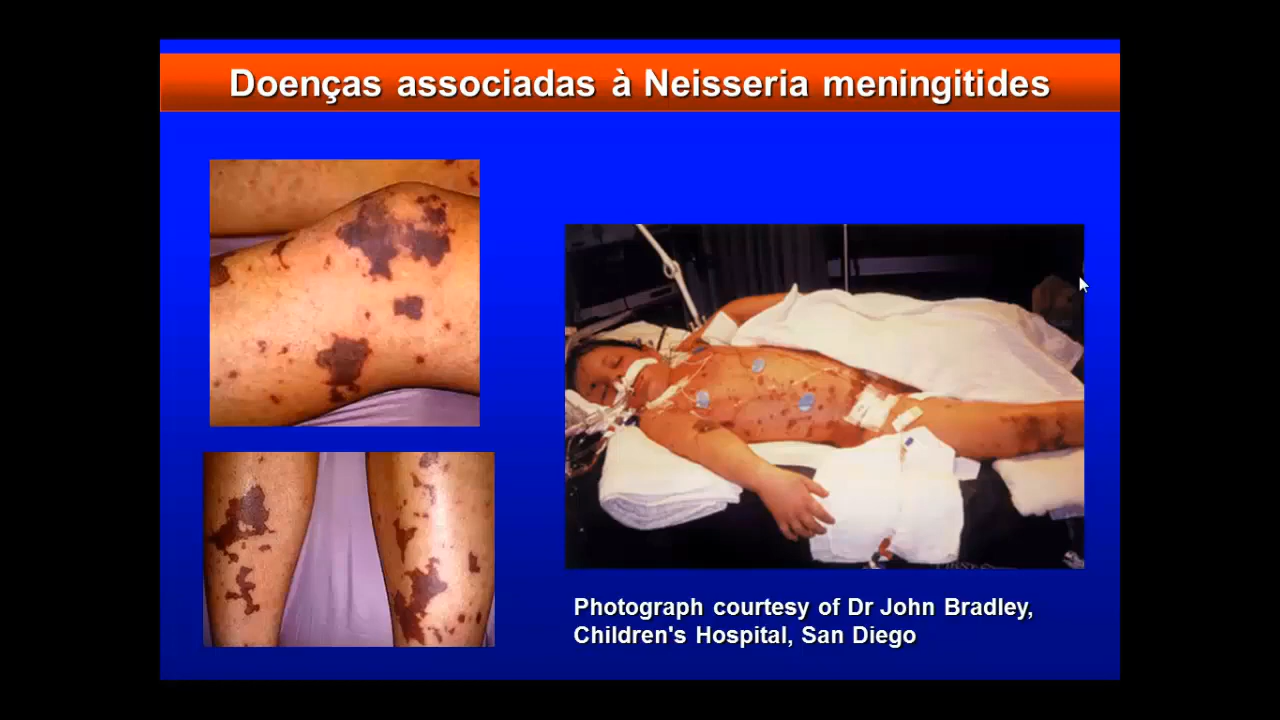 Doenças associadas à Neisseria meningitides
Photograph courtesy of Dr John Bradley,
Children's Hospital, San Diego